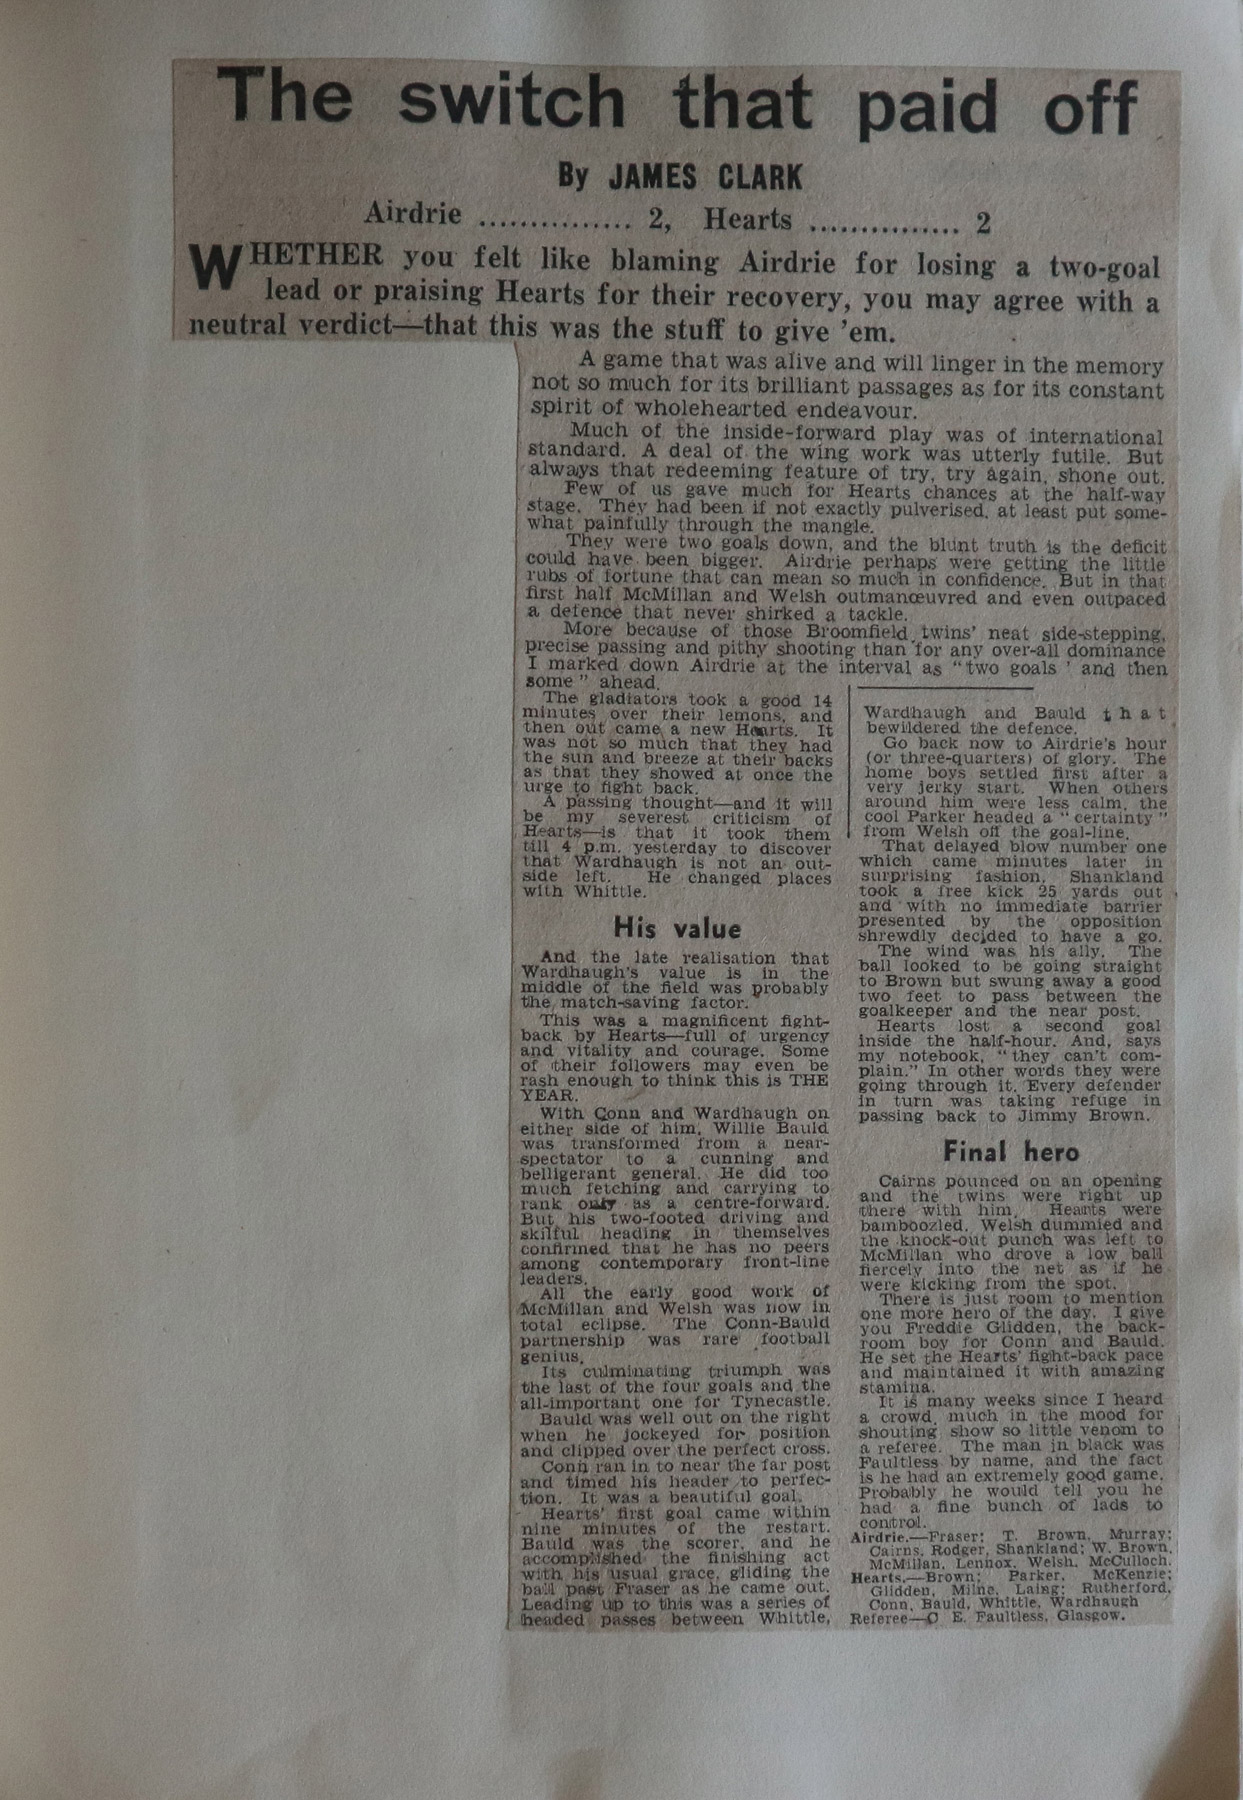 The switch that paid off
By JAMES CLARK
Airdrie ............... 2, Hearts ............... 2
WHETHER you felt like blaming Airdrie for losing a two-goal
lead or praising Hearts for their recovery, you may agree with a
neutral verdict—that this was the stuff to give 'em.
A game that was alive and will linger in the memory
not so much for its brilliant passages as for its constant
spirit of wholehearted endeavour.
Much of the inside-forward play was of international
standard. A deal of the wing work was utterly futile. But
always that redeeming feature of try, try again, shone out.
Few of us gave much for Hearts chances at the half-way
stage. They had been if not exactly pulverised, at least put some-
what painfully through the mangle.
They were two goals down, and the blunt truth is the deficit
could have been bigger. Airdrie perhaps were getting the little
rubs of fortune that can mean so much in confidence. But in that
first half McMillan and Welsh outmanœuvred and even outpaced
a defence that never shirked a tackle.
More because of those Broomfield twins' neat side-stepping,
precise passing and pithy shooting than for any over-all dominance
I marked down Airdrie at the interval as "two goals ' and then
some" ahead.
The gladiators took a good 14
minutes over their lemons, and
then out came a new Hearts. It
was not so much that they had
the sun and breeze at their backs
as that they showed at once the
urge to fight back.
A passing thought—and it will
be my severest criticism of
Hearts—is that it took them
till 4 p.m. yesterday to discover
that Wardhaugh is not an out-
side left. He changed places
with Whittle.
His value
And the late realisation that
Wardhaugh's value is in the
middle of the field was probably
the match-saving factor.
This was a magnificent fight-
back by Hearts—full of urgency
and vitality and courage. Some
of their followers may even be
rash enough to think this is THE
YEAR.
With Conn and Wardhaugh on
either side of him, Willie Bauld
was transformed from a near-
spectator to a cunning and
belligerant general. He did too
much fetching and carrying to
rank only as a centre-forward.
But his two-footed driving and
skilful heading in themselves
confirmed that he has no peers
among contemporary front-line
leaders.
All the early good work of
McMillan and Welsh was now in
total eclipse. The Conn-Bauld
partnership was rare football
genius.
Its culminating triumph was
the last of the four goals and the
all-important one for Tynecastle.
Bauld was well out on the right
when he jockeyed for position
and clipped over the perfect cross.
Conn ran in to near the far post
and timed his header to perfec-
tion. It was a beautiful goal.
Hearts' first goal came within
nine minutes of the restart.
Bauld was the scorer, and he
accomplished the finishing act
with his usual grace, gliding the
ball past Fraser as he came out.
Leading up to this was a series of
headed passes between Whittle,
Wardhaugh and Bauld that
bewildered the defence.
Go back now to Airdrie's hour
(or three-quarters) of glory. The
home boys settled first after a
very jerky start. When others
around him were less calm, the
cool Parker headed a "certainty"
from Welsh off the goal-line.
That delayed blow number one
which came minutes later in
surprising fashion. Shankland
took a free kick 25 yards out
and with no immediate barrier
presented by the opposition
shrewdly decided to have a go.
The wind was his ally. The
ball looked to be going straight
to Brown but swung away a good
two feet to pass between the
goalkeeper and the near post.
Hearts lost a second goal
inside the half-hour. And, says
my notebook, "they can't com-
plain." In other words they were
going through it. Every defender
in turn was taking refuge in
passing back to Jimmy Brown.
Final hero
Cairns pounced on an opening
and the twins were right up
there with him. Hearts were
bamboozled. Welsh dummied and
the knock-out punch was left to
McMillan who drove a low ball
fiercely into the net as if he
were kicking from the spot.
There is just room to mention
one more hero of the day. I give
you Freddie Glidden, the back-
room boy for Conn and Bauld.
He set the Hearts' fight-back pace
and maintained it with amazing
stamina.
It is many weeks since I heard
a crowd much in the mood for
shouting show so little venom to
a referee. The man in black was
Faultless by name, and the fact
is he had an extremely good game.
Probably he would tell you he
had a fine bunch of lads to
control.
Airdrie.—Fraser; T. Brown, Murray;
Cairns, Rodger, Shankland; W. Brown,
McMillan, Lennox, Welsh, McCulloch.
Hearts.—Brown; Parker, McKenzie;
Glidden, Milne, Laing; Rutherford,
Conn, Bauld, Whittle, Wardhaugh
Referee—C E. Faultless, Glasgow.